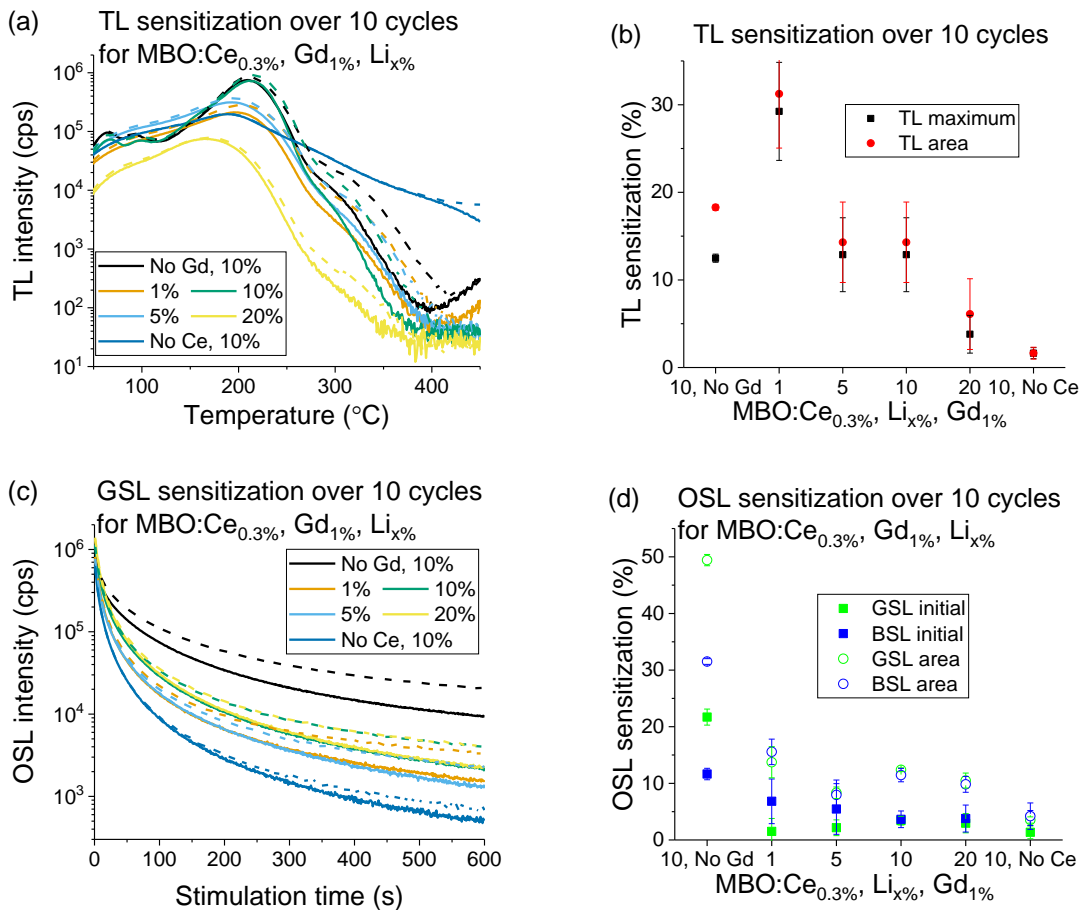 (a)
TL sensitization over 10 cycles
for MBO:Ce0.3%, Gd1%, Lix%
TL intensity (cps)
10^6
10^5
10^4
10^3
10^2
10^1
No Gd, 10%
1% 10%
5% 20%
No Ce, 10%
100 200 300 400
Temperature (°C)
(b)
TL sensitization over 10 cycles
TL sensitization (%)
30
20
10
0
TL maximum
TL area
10, No Gd 1 5 10 20 10, No Ce
MBO:Ce0.3%, Lix%, Gd1%
(c)
GSL sensitization over 10 cycles
for MBO:Ce0.3%, Gd1%, Lix%
OSL intensity (cps)
10^6
10^5
10^4
10^3
No Gd, 10%
1% 10%
5% 20%
No Ce, 10%
0 100 200 300 400 500 600
Stimulation time (s)
(d)
OSL sensitization over 10 cycles
for MBO:Ce0.3%, Gd1%, Lix%
OSL sensitization (%)
50
40
30
20
10
0
GSL initial
BSL initial
GSL area
BSL area
10, No Gd 1 5 10 20 10, No Ce
MBO:Ce0.3%, Lix%, Gd1%